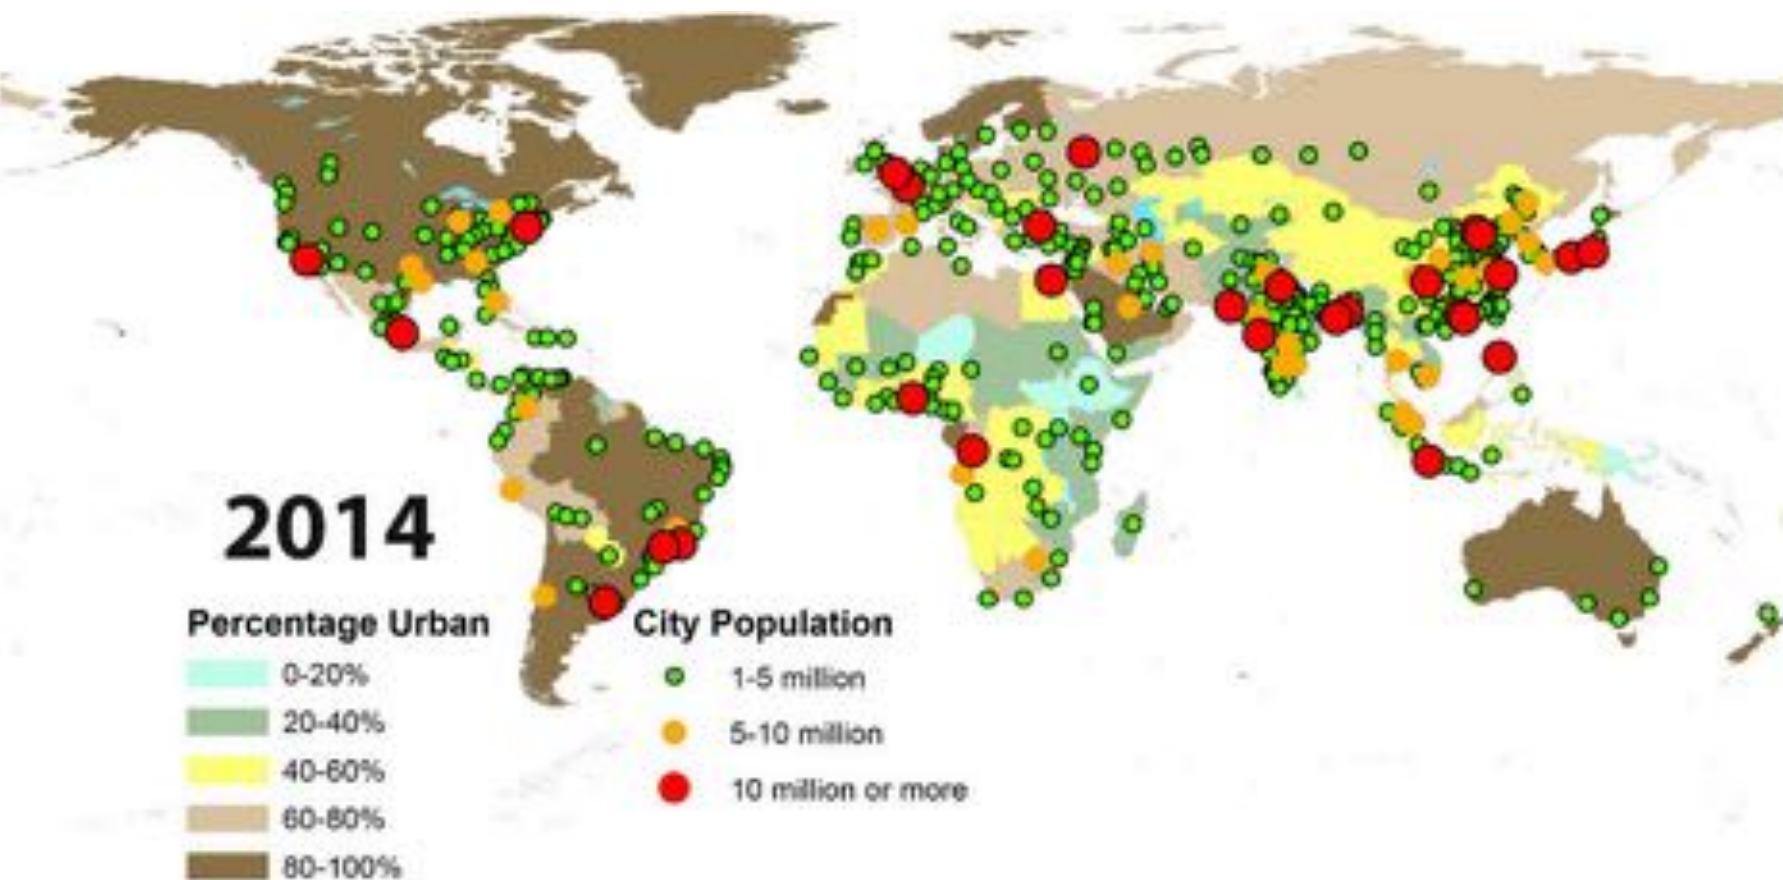 2014
Percentage Urban
0-20%
20-40%
40-60%
60-80%
80-100%
City Population
1-5 million
5-10 million
10 million or more